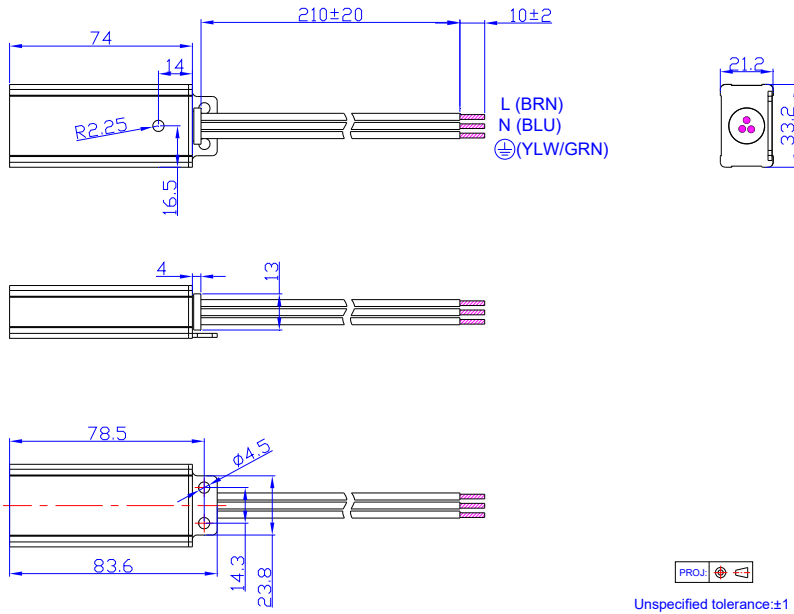 210±20
10±2
74
14
R2.25
16.5
L (BRN)
N (BLU)
(YLW/GRN)
21.2
33.2
4
13
78.5
ø4.5
83.6
14.3
23.8
PROJ:
Unspecified tolerance:±1